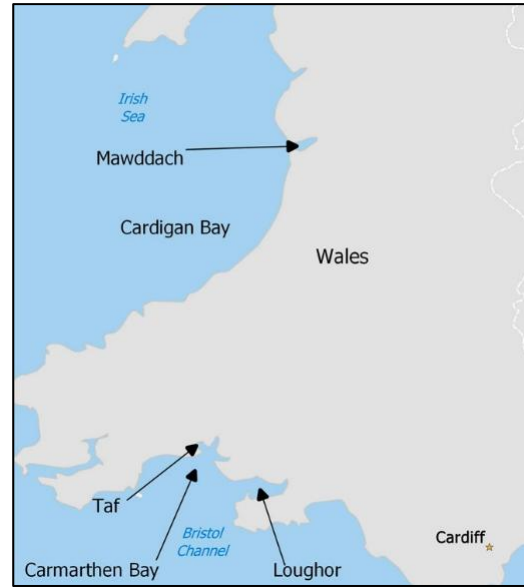 Irish
Sea
Mawddach
Cardigan Bay
Wales
Taf
Bristol
Channel
Cardiff
Carmarthen Bay
Loughor